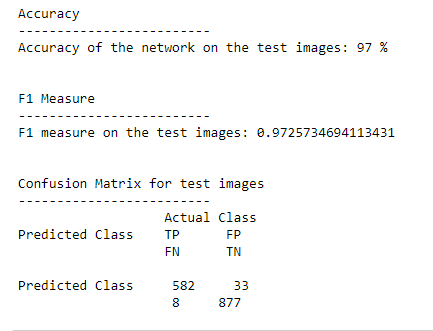 Accuracy
-------------------------
Accuracy of the network on the test images: 97 %
F1 Measure
-------------------------
F1 measure on the test images: 0.9725734694113431
Confusion Matrix for test images
-------------------------
Actual Class
Predicted Class TP FP
FN TN
Predicted Class 582 33
8 877